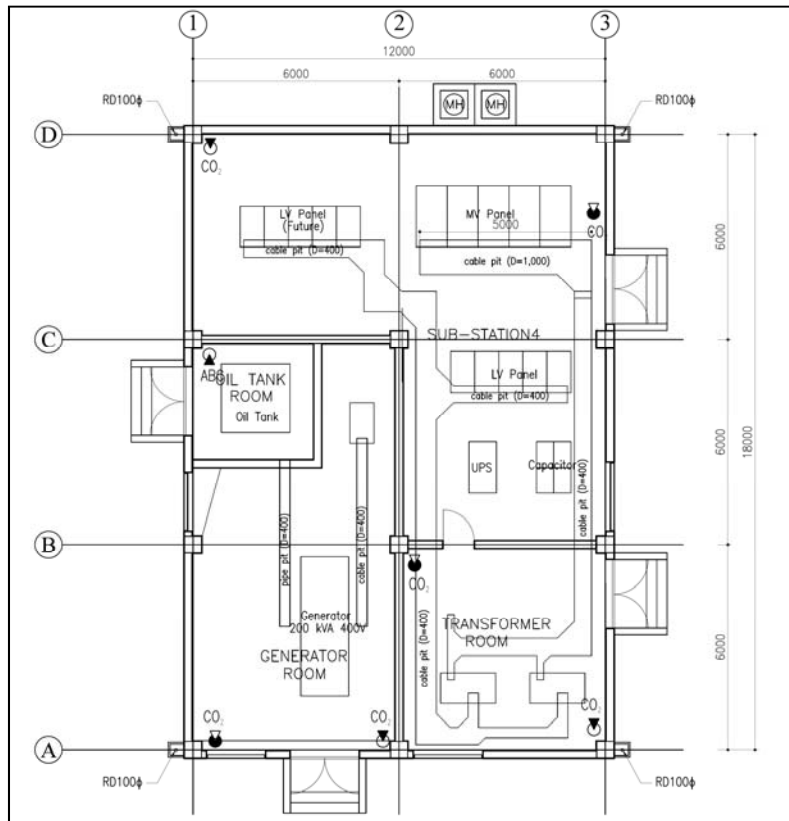 1
2
3
12000
6000
6000
RD100ϕ
MH
MH
RD100ϕ
D
CO₂
LV Panel
(Future)
MV Panel
5000
CO
cable pit (D=400)
cable pit (D=1,000)
6000
C
SUB-STATION4
OIL TANK
ROOM
Oil Tank
LV Panel
cable pit (D=400)
UPS
Capacitor
cable pit (D=400)
6000
18000
pipe pit (D=400)
cable pit (D=400)
B
CO₂
Generator
200 kVA 400V
GENERATOR
ROOM
cable pit (D=400)
TRANSFORMER
ROOM
6000
CO₂
CO₂
CO₂
A
RD100ϕ
RD100ϕ